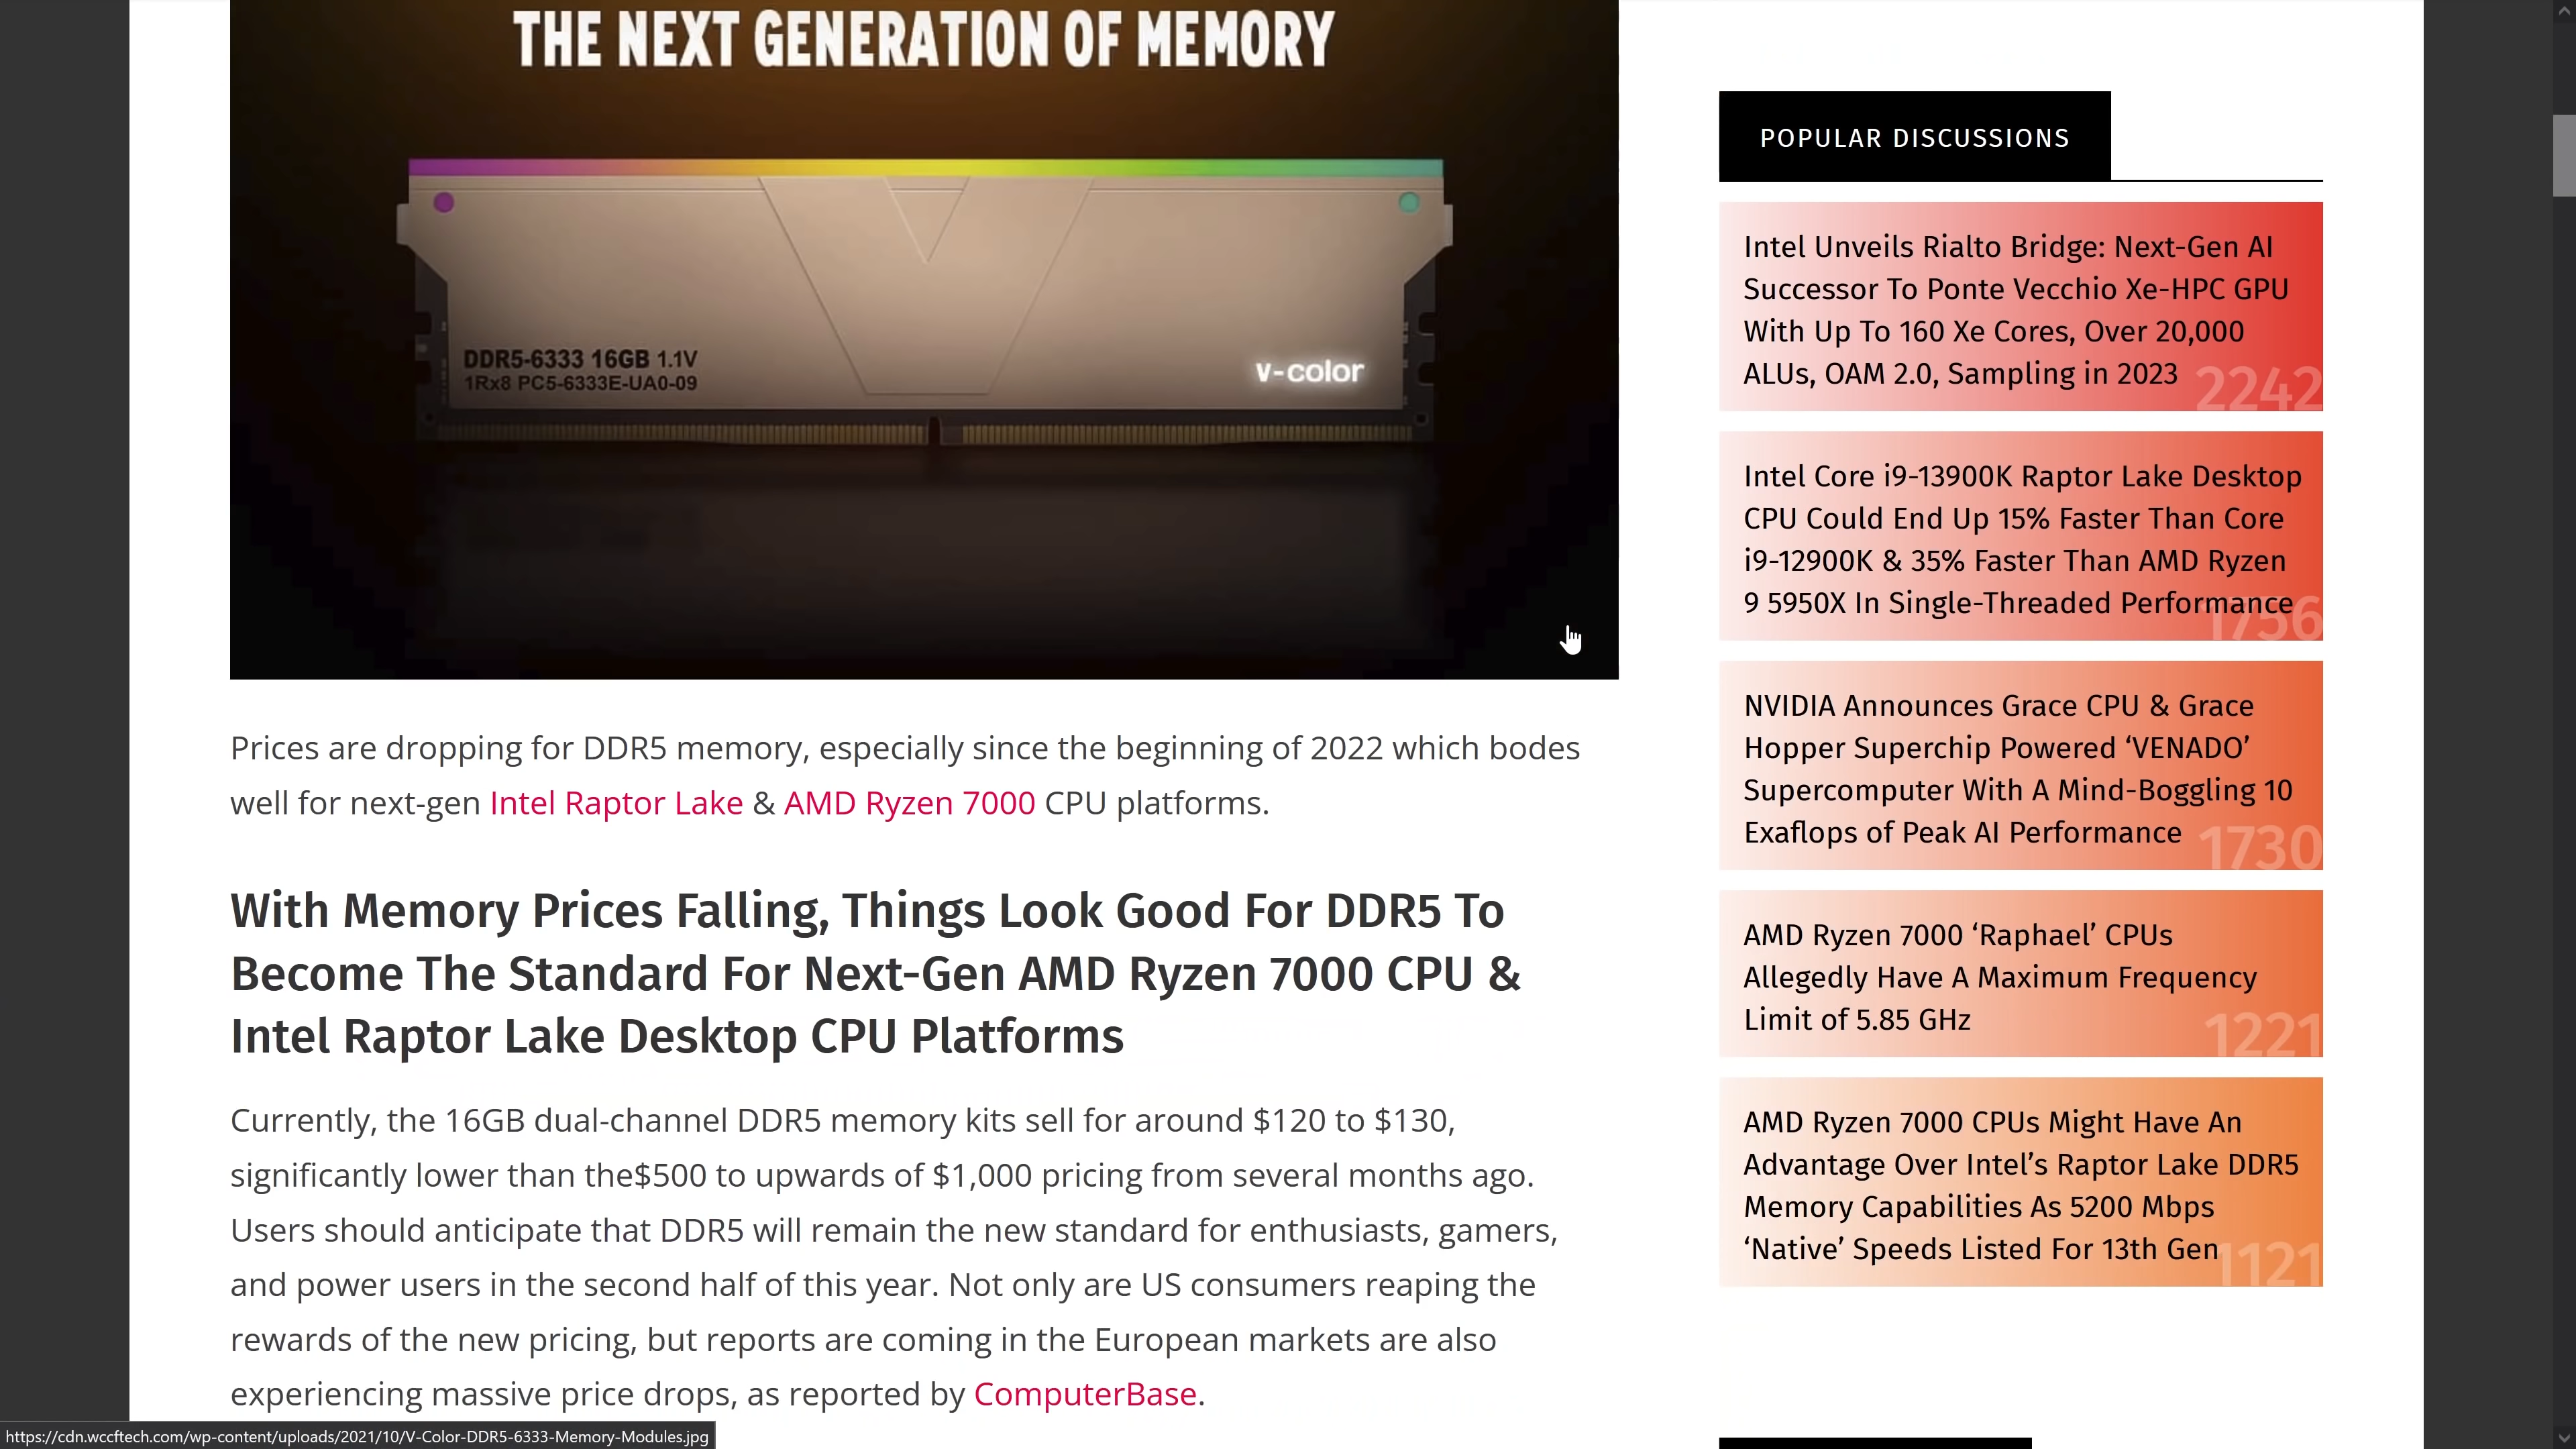 THE NEXT GENERATION OF MEMORY
DDR5-6333 16GB 1.1V
1Rx8 PC5-6333E-UA0-09
v-color
Prices are dropping for DDR5 memory, especially since the beginning of 2022 which bodes
well for next-gen Intel Raptor Lake & AMD Ryzen 7000 CPU platforms.
With Memory Prices Falling, Things Look Good For DDR5 To
Become The Standard For Next-Gen AMD Ryzen 7000 CPU &
Intel Raptor Lake Desktop CPU Platforms
Currently, the 16GB dual-channel DDR5 memory kits sell for around $120 to $130,
significantly lower than the$500 to upwards of $1,000 pricing from several months ago.
Users should anticipate that DDR5 will remain the new standard for enthusiasts, gamers,
and power users in the second half of this year. Not only are US consumers reaping the
rewards of the new pricing, but reports are coming in the European markets are also
experiencing massive price drops, as reported by ComputerBase.
POPULAR DISCUSSIONS
Intel Unveils Rialto Bridge: Next-Gen AI
Successor To Ponte Vecchio Xe-HPC GPU
With Up To 160 Xe Cores, Over 20,000
ALUs, OAM 2.0, Sampling in 2023
2242
Intel Core i9-13900K Raptor Lake Desktop
CPU Could End Up 15% Faster Than Core
i9-12900K & 35% Faster Than AMD Ryzen
9 5950X In Single-Threaded Performance
1756
NVIDIA Announces Grace CPU & Grace
Hopper Superchip Powered ‘VENADO’
Supercomputer With A Mind-Boggling 10
Exaflops of Peak AI Performance
1730
AMD Ryzen 7000 ‘Raphael’ CPUs
Allegedly Have A Maximum Frequency
Limit of 5.85 GHz
1221
AMD Ryzen 7000 CPUs Might Have An
Advantage Over Intel’s Raptor Lake DDR5
Memory Capabilities As 5200 Mbps
‘Native’ Speeds Listed For 13th Gen
1121
https://cdn.wccftech.com/wp-content/uploads/2021/10/V-Color-DDR5-6333-Memory-Modules.jpg